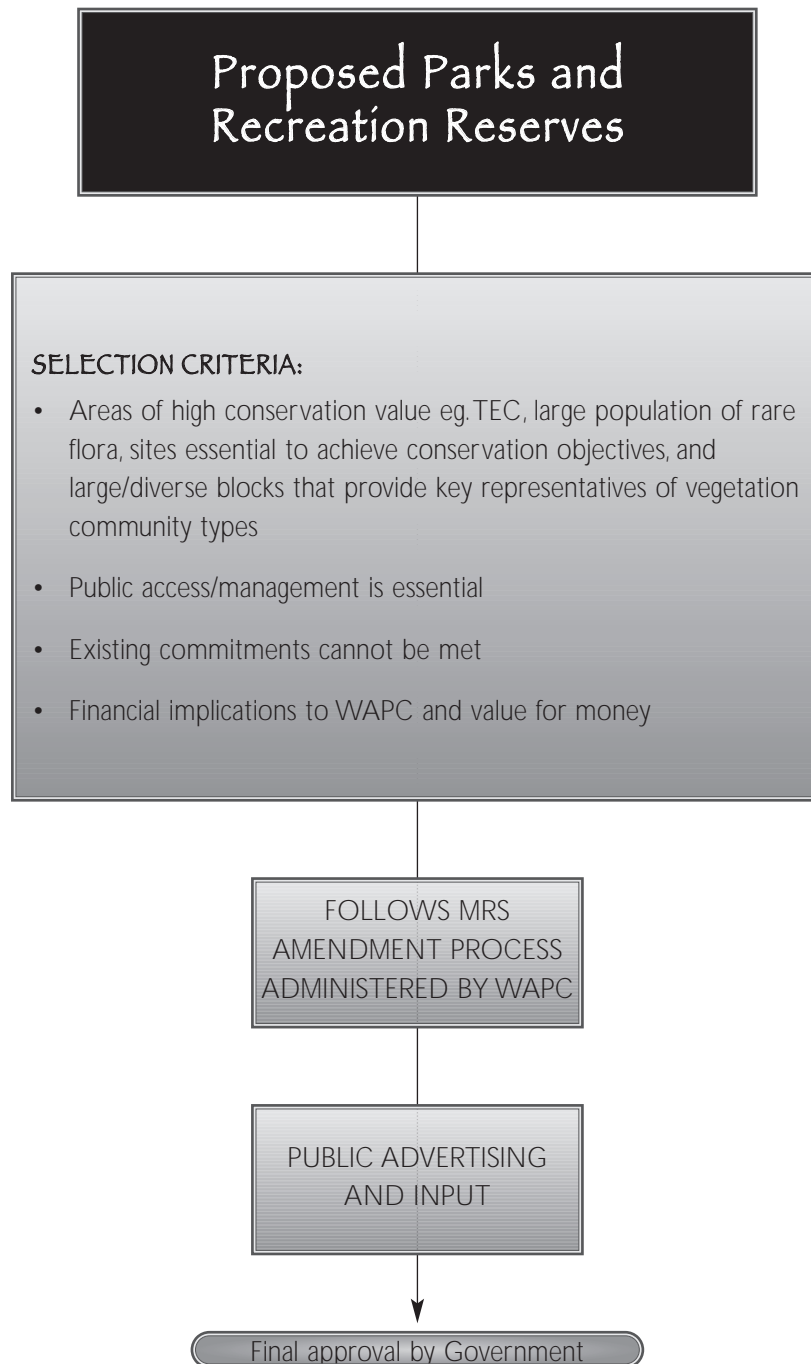 Proposed Parks and
Recreation Reserves
SELECTION CRITERIA:
• Areas of high conservation value eg. TEC, large population of rare
flora, sites essential to achieve conservation objectives, and
large/diverse blocks that provide key representatives of vegetation
community types
• Public access/management is essential
• Existing commitments cannot be met
• Financial implications to WAPC and value for money
FOLLOWS MRS
AMENDMENT PROCESS
ADMINISTERED BY WAPC
PUBLIC ADVERTISING
AND INPUT
Final approval by Government